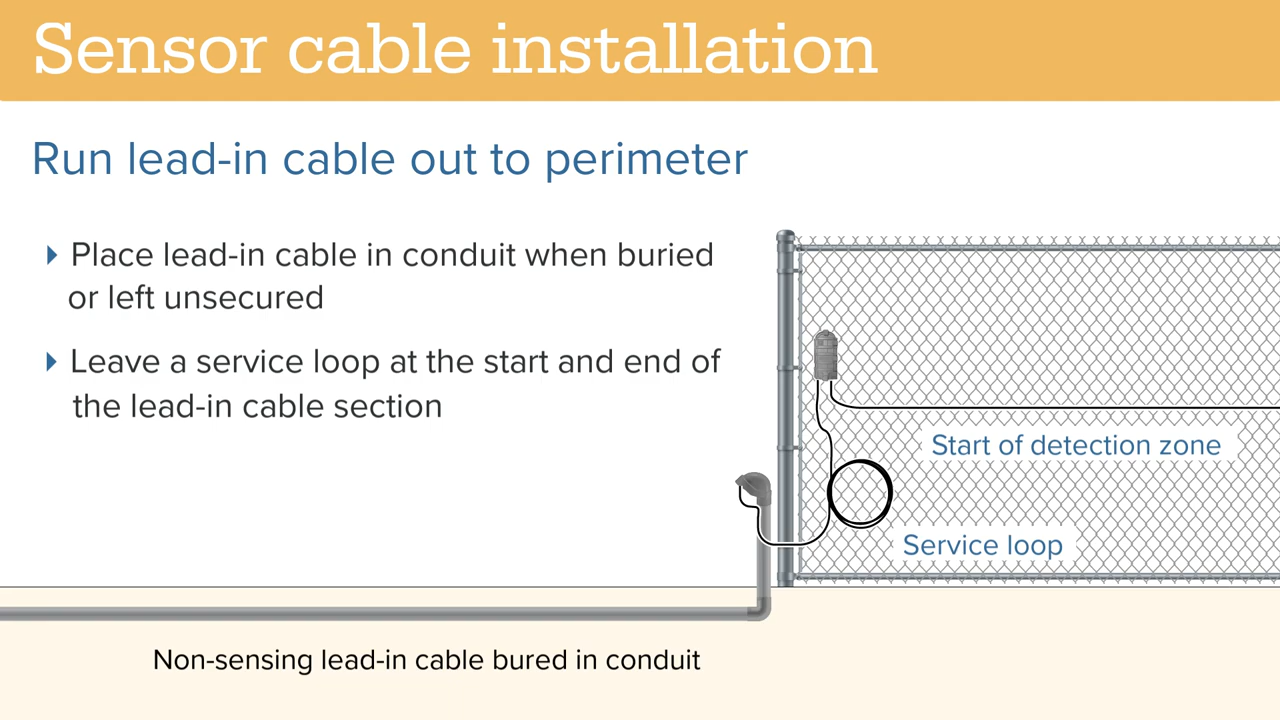 Sensor cable installation
Run lead-in cable out to perimeter
Place lead-in cable in conduit when buried
or left unsecured
Leave a service loop at the start and end of
the lead-in cable section
Start of detection zone
Service loop
Non-sensing lead-in cable bured in conduit